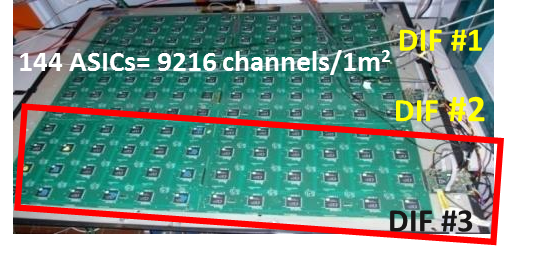 DIF #1
144 ASICs= 9216 channels/1m²
DIF #2
DIF #3